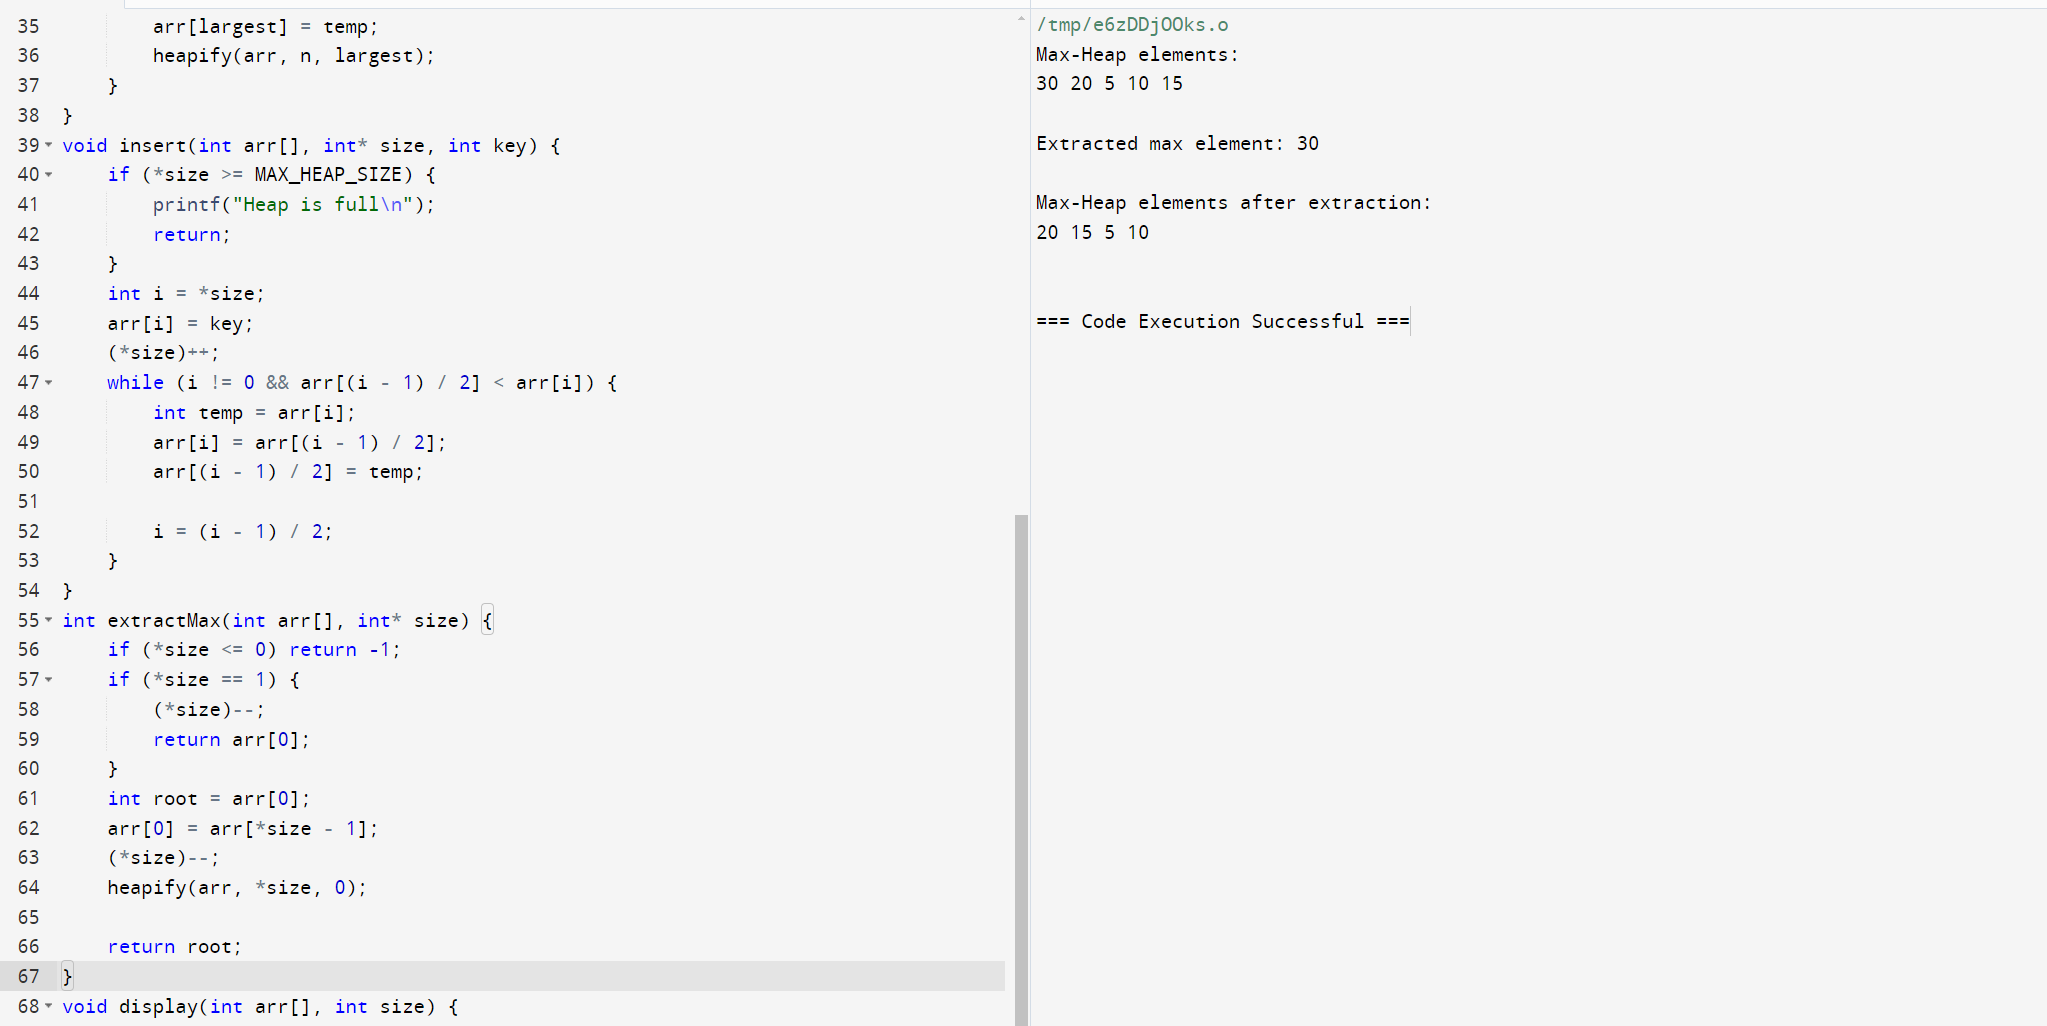 35 arr[largest] = temp;
36 heapify(arr, n, largest);
37 }
38 }
39 void insert(int arr[], int* size, int key) {
40 if (*size >= MAX_HEAP_SIZE) {
41 printf("Heap is full\n");
42 return;
43 }
44 int i = *size;
45 arr[i] = key;
46 (*size)++;
47 while (i != 0 && arr[(i - 1) / 2] < arr[i]) {
48 int temp = arr[i];
49 arr[i] = arr[(i - 1) / 2];
50 arr[(i - 1) / 2] = temp;
51
52 i = (i - 1) / 2;
53 }
54 }
55 int extractMax(int arr[], int* size) {
56 if (*size <= 0) return -1;
57 if (*size == 1) {
58 (*size)--;
59 return arr[0];
60 }
61 int root = arr[0];
62 arr[0] = arr[*size - 1];
63 (*size)--;
64 heapify(arr, *size, 0);
65
66 return root;
67 }
68 void display(int arr[], int size) {
/tmp/e6zDDjOOks.o
Max-Heap elements:
30 20 5 10 15
Extracted max element: 30
Max-Heap elements after extraction:
20 15 5 10
=== Code Execution Successful ===